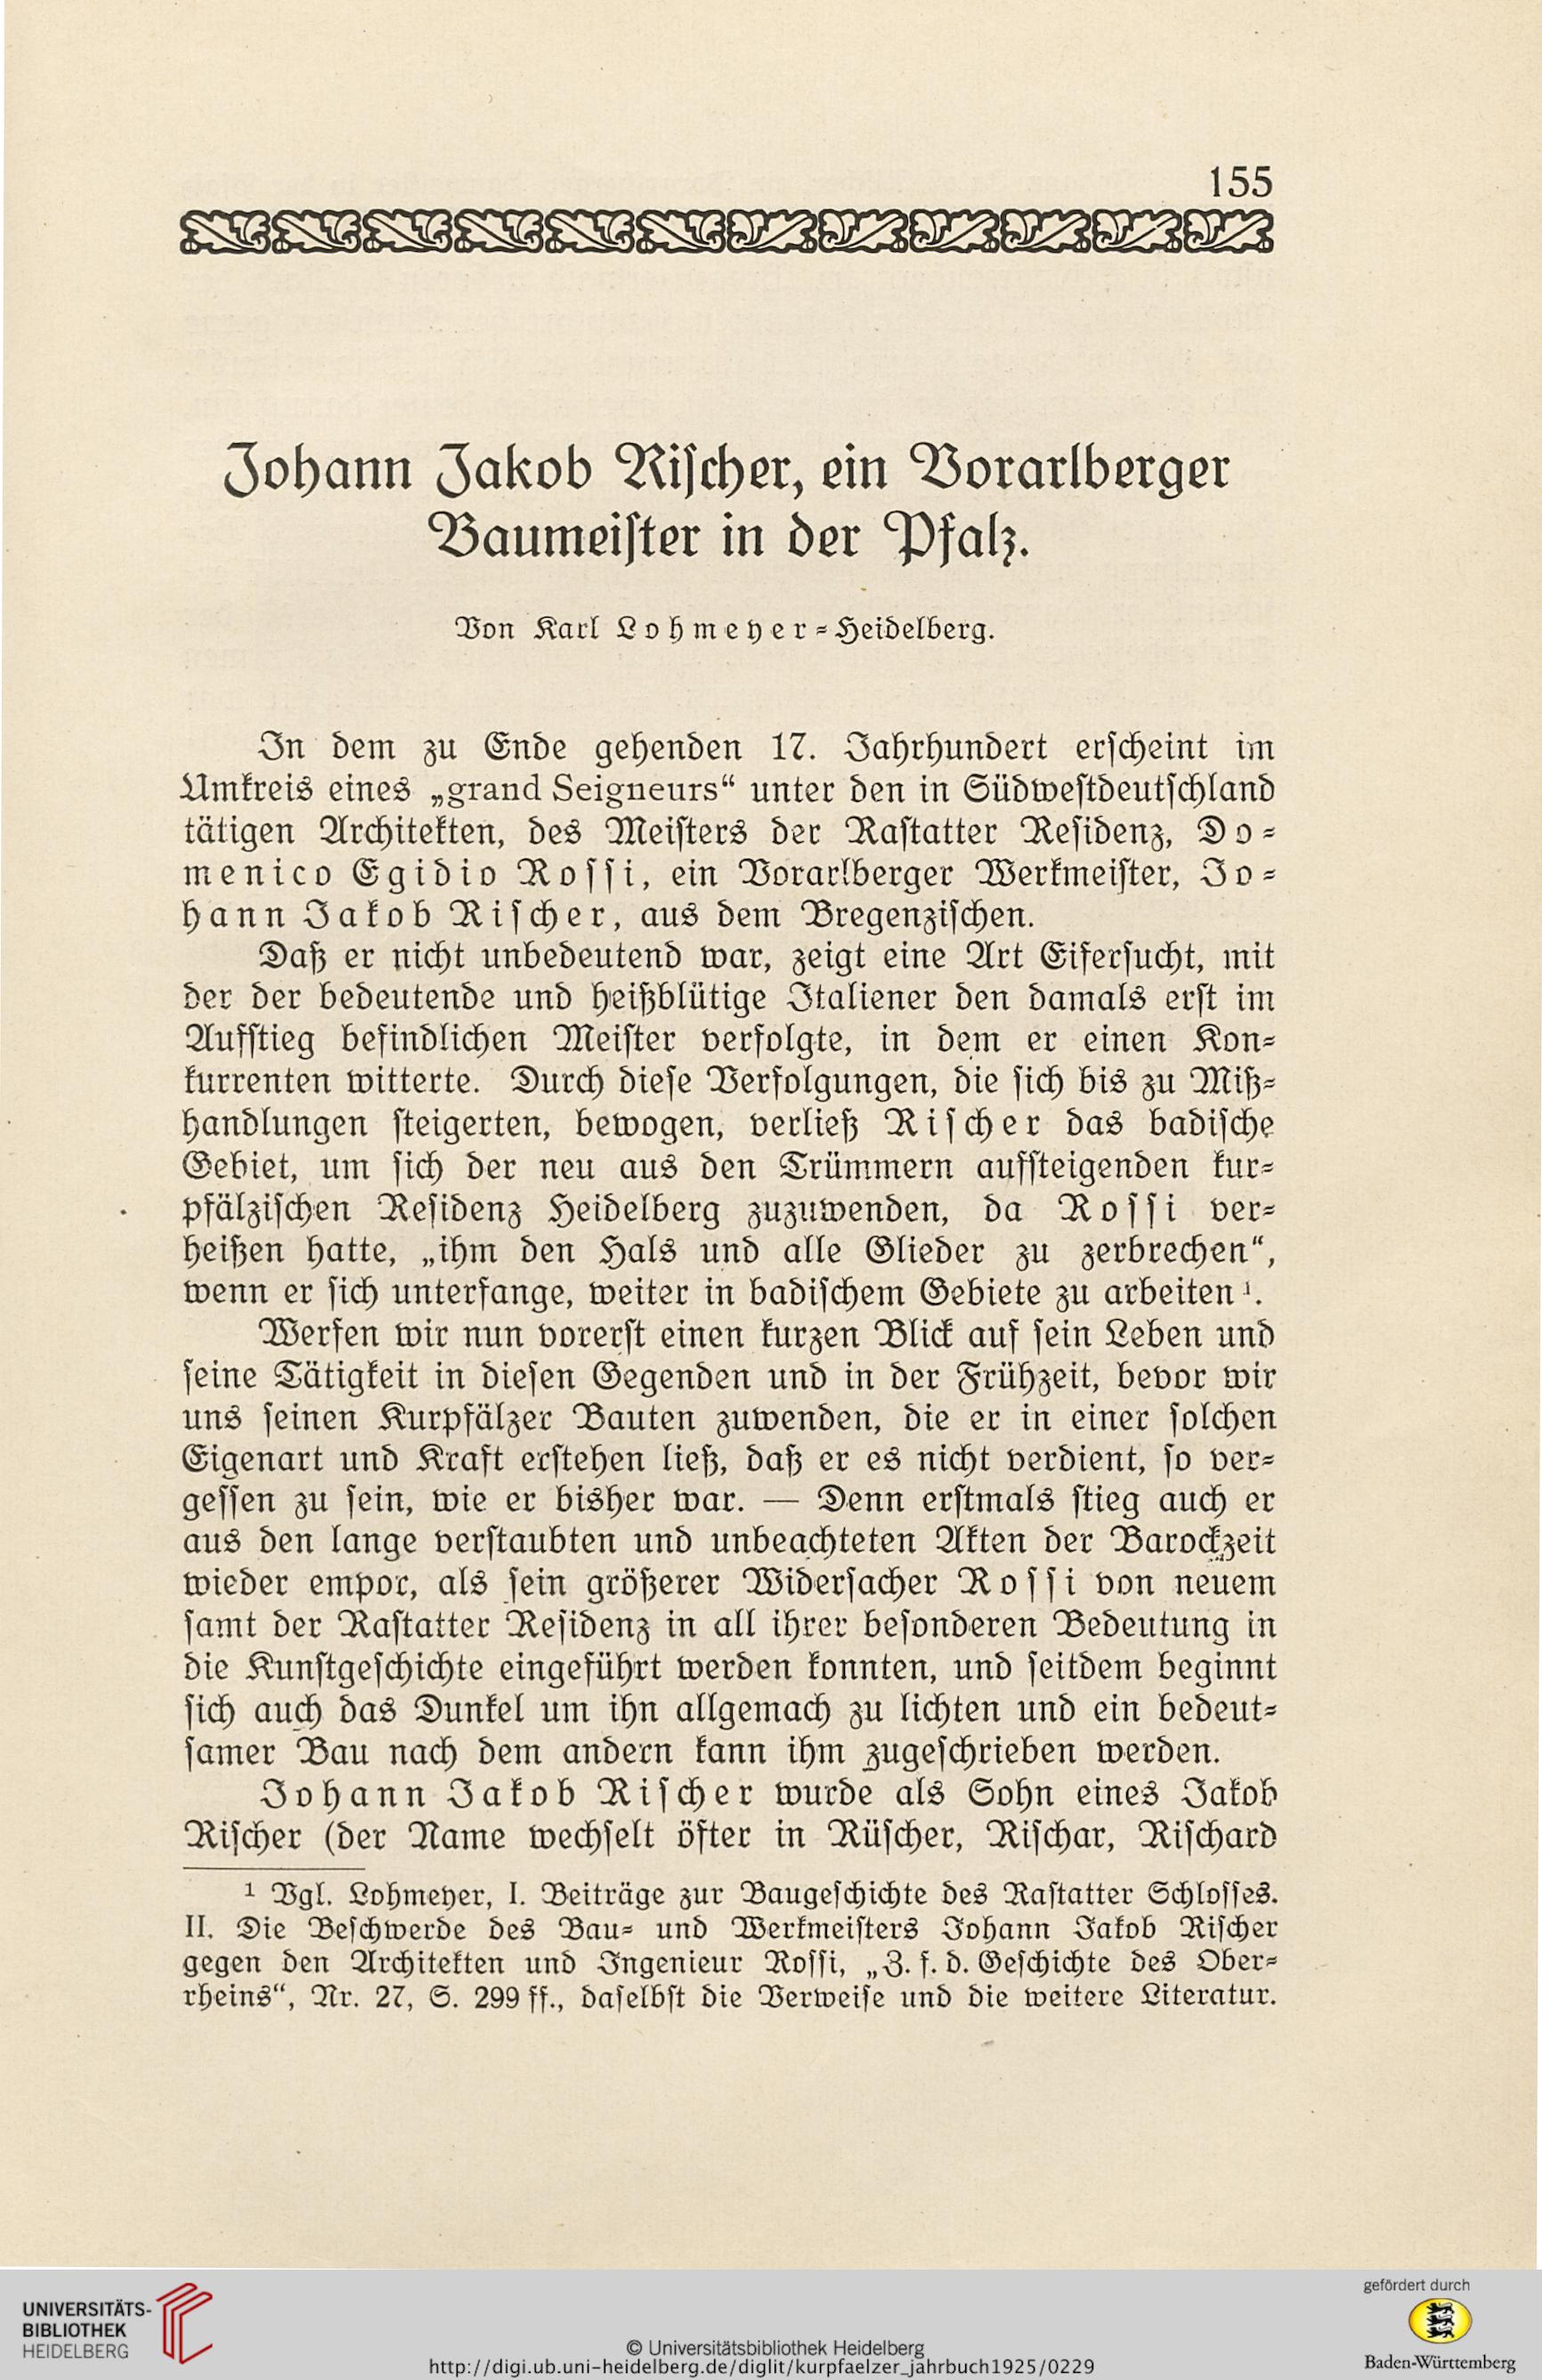 155
Johann Jakob Rischer, ein Vorarlberger
Baumeister in der Pfalz.
Von Karl Lohmeyer-Heidelberg.
In dem zu Ende gehenden 17. Jahrhundert erscheint im
Umkreis eines „grand Seigneurs“ unter den in Südwestdeutschland
tätigen Architekten, des Meisters der Rastatter Residenz, Do-
menico Egidio Rossi, ein Vorarlberger Werkmeister, Jo-
hann Jakob Rischer, aus dem Bregenzischen.
Daß er nicht unbedeutend war, zeigt eine Art Eifersucht, mit
der der bedeutende und heißblütige Italiener den damals erst im
Aufstieg befindlichen Meister verfolgte, in dem er einen Kon-
kurrenten witterte. Durch diese Verfolgungen, die sich bis zu Miß-
handlungen steigerten, bewogen, verließ Rischer das badische
Gebiet, um sich der neu aus den Trümmern aufsteigenden kur-
pfälzischen Residenz Heidelberg zuzuwenden, da Rossi ver-
heißen hatte, „ihm den Hals und alle Glieder zu zerbrechen“,
wenn er sich unterfange, weiter in badischem Gebiete zu arbeiten ¹.
Werfen wir nun vorerst einen kurzen Blick auf sein Leben und
seine Tätigkeit in diesen Gegenden und in der Frühzeit, bevor wir
uns seinen Kurpfälzer Bauten zuwenden, die er in einer solchen
Eigenart und Kraft erstehen ließ, daß er es nicht verdient, so ver-
gessen zu sein, wie er bisher war. — Denn erstmals stieg auch er
aus den lange verstaubten und unbeachteten Akten der Barockzeit
wieder empor, als sein größerer Widersacher Rossi von neuem
samt der Rastatter Residenz in all ihrer besonderen Bedeutung in
die Kunstgeschichte eingeführt werden konnten, und seitdem beginnt
sich auch das Dunkel um ihn allgemach zu lichten und ein bedeut-
samer Bau nach dem andern kann ihm zugeschrieben werden.
Johann Jakob Rischer wurde als Sohn eines Jakob
Rischer (der Name wechselt öfter in Rüscher, Rischar, Rischard
¹ Vgl. Lohmeyer, I. Beiträge zur Baugeschichte des Rastatter Schlosses.
II. Die Beschwerde des Bau- und Werkmeisters Johann Jakob Rischer
gegen den Architekten und Ingenieur Rossi, „Z. f. d. Geschichte des Ober-
rheins“, Nr. 27, S. 299 ff., daselbst die Verweise und die weitere Literatur.
UNIVERSITÄTS-
BIBLIOTHEK
HEIDELBERG
© Universitätsbibliothek Heidelberg
http://digi.ub.uni-heidelberg.de/diglit/kurpfaelzer_jahrbuch1925/0229
gefördert durch
Baden-Württemberg